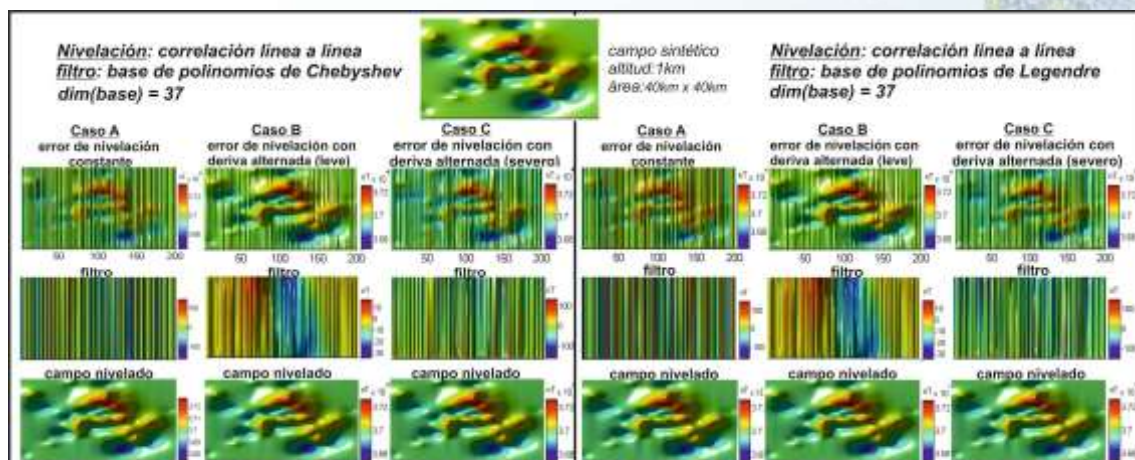 Nivelación: correlación línea a línea
filtro: base de polinomios de Chebyshev
dim(base) = 37
campo sintético
altitud:1km
área:40km x 40km
Nivelación: correlación línea a línea
filtro: base de polinomios de Legendre
dim(base) = 37
Caso A
error de nivelación
constante
Caso B
error de nivelación con
deriva alternada (leve)
Caso C
error de nivelación con
deriva alternada (severo)
Caso A
error de nivelación
constante
Caso B
error de nivelación con
deriva alternada (leve)
Caso C
error de nivelación con
deriva alternada (severo)
50 100 150 200
50 100 150 200
50 100 150 200
50 100 150 200
50 100 150 200
50 100 150 200
filtro
filtro
filtro
filtro
filtro
filtro
campo nivelado
campo nivelado
campo nivelado
campo nivelado
campo nivelado
campo nivelado